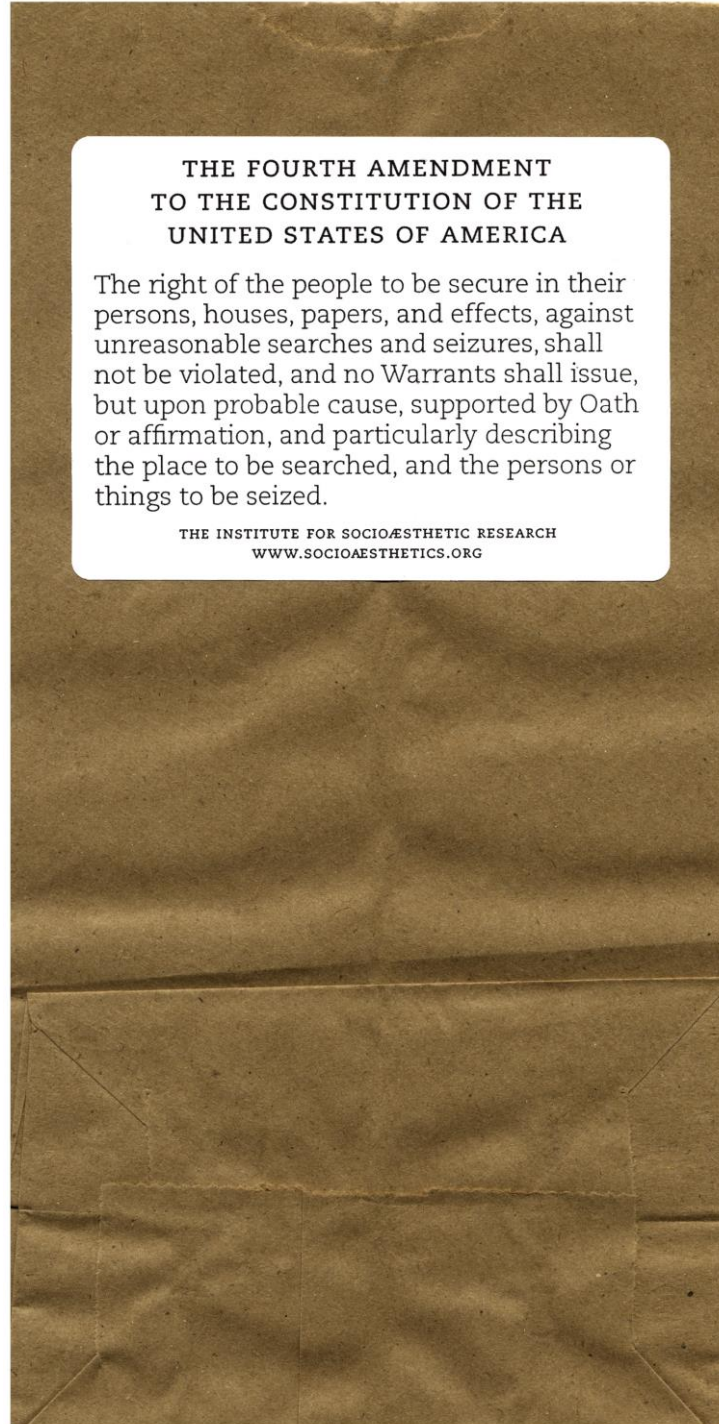 THE FOURTH AMENDMENT
TO THE CONSTITUTION OF THE
UNITED STATES OF AMERICA
The right of the people to be secure in their
persons, houses, papers, and effects, against
unreasonable searches and seizures, shall
not be violated, and no Warrants shall issue,
but upon probable cause, supported by Oath
or affirmation, and particularly describing
the place to be searched, and the persons or
things to be seized.
THE INSTITUTE FOR SOCIOÆSTHETIC RESEARCH
WWW.SOCIOAESTHETICS.ORG